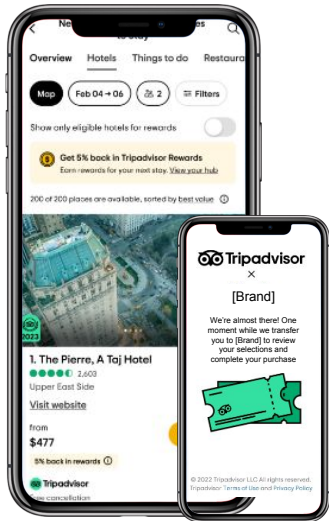 to stay
Overview Hotels Things to do Restaura
Map Feb 04 → 06 2 Filters
Show only eligible hotels for rewards
Get 5% back in Tripadvisor Rewards
Earn rewards for your next stay. View your hub
200 of 200 places are available, sorted by best value
2023
1. The Pierre, A Taj Hotel
2,603
Upper East Side
Visit website
from
$477
5% back in rewards
Tripadvisor
Free cancellation
Tripadvisor
×
[Brand]
We're almost there! One
moment while we transfer
you to [Brand] to review
your selections and
complete your purchase
© 2022 Tripadvisor LLC All rights reserved.
Tripadvisor Terms of Use and Privacy Policy